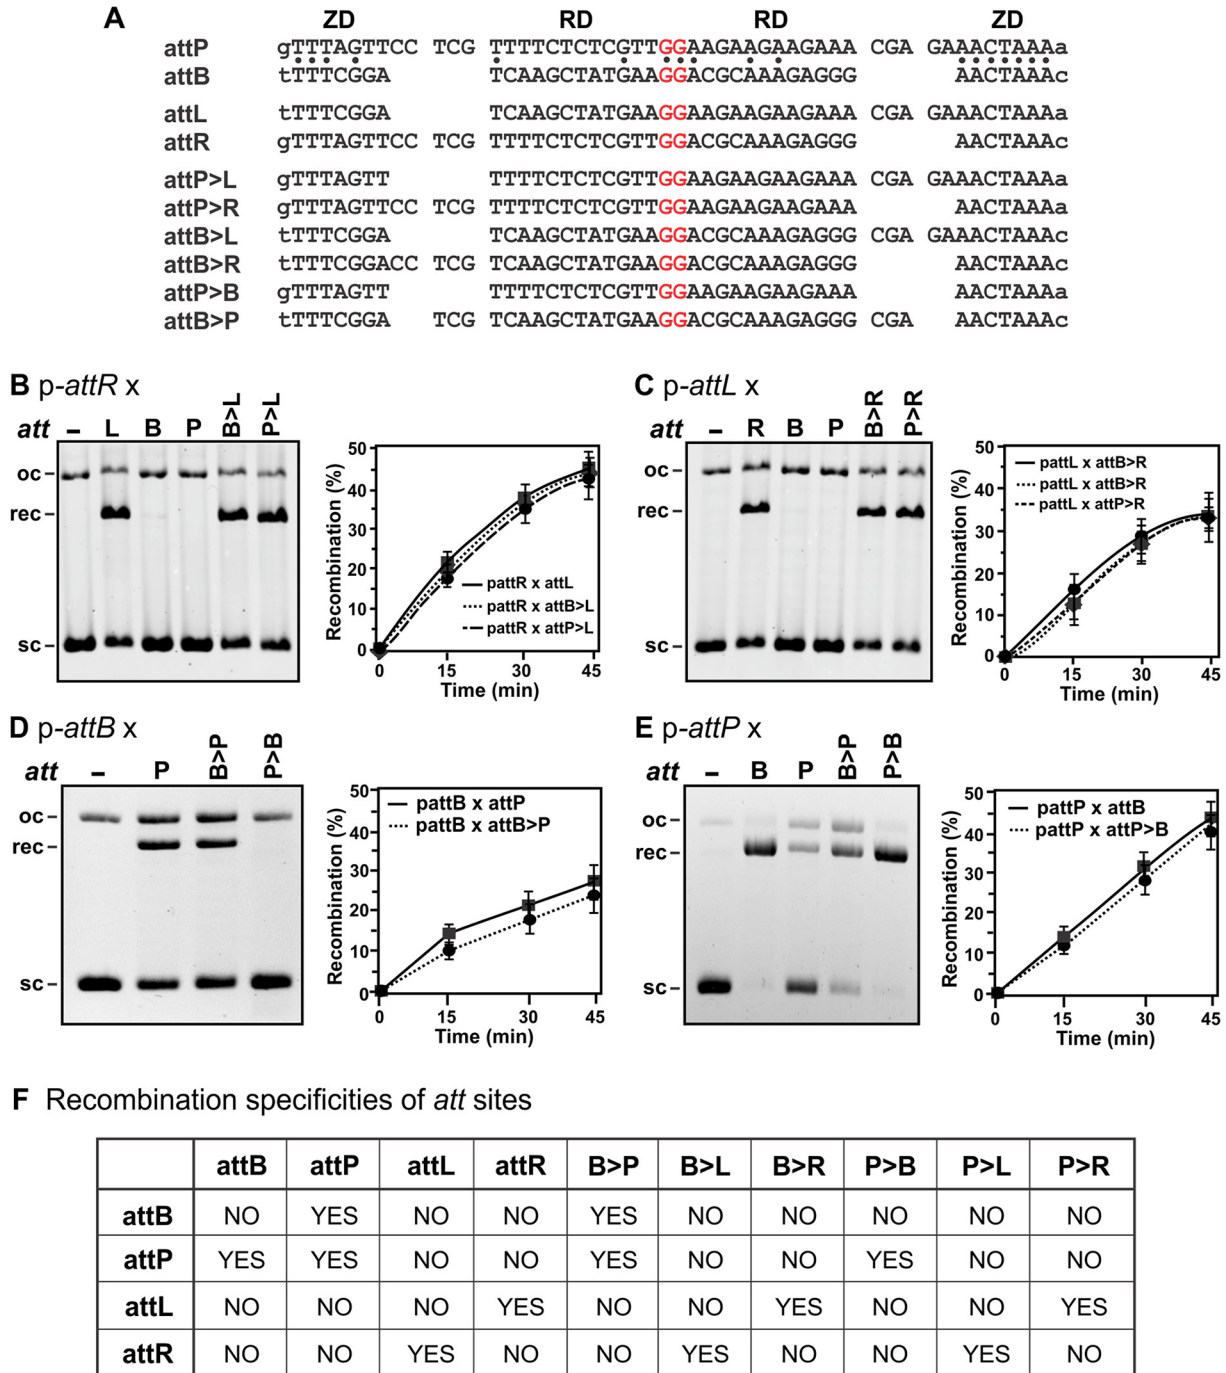 A ZD RD RD ZD
attP gTTTAGTTCC TCG TTTTCTCTCGTTGGAAGAAGAAGAAA CGA GAAACTAAAa
attB tTTTCGGA TCAAGCTATGAAGGACGCAAAGAGGG AACTAAAc
attL tTTTCGGA TCAAGCTATGAAGGAAGAAGAAGAAA CGA GAAACTAAAa
attR gTTTAGTTCC TCG TTTTCTCTCGTTGGACGCAAAGAGGG AACTAAAc
attP>L gTTTAGTT TTTTCTCTCGTTGGAAGAAGAAGAAA CGA GAAACTAAAa
attP>R gTTTAGTTCC TCG TTTTCTCTCGTTGGAAGAAGAAGAAA AACTAAAa
attB>L tTTTCGGA TCAAGCTATGAAGGACGCAAAGAGGG CGA GAAACTAAAc
attB>R tTTTCGGACC TCG TCAAGCTATGAAGGACGCAAAGAGGG AACTAAAc
attP>B gTTTAGTT TTTTCTCTCGTTGGAAGAAGAAGAAA AACTAAAa
attB>P tTTTCGGA TCG TCAAGCTATGAAGGACGCAAAGAGGG CGA AACTAAAc
B p-attR x
att – L B P B>L P>L
oc
rec
sc
Recombination (%)
50
40
30
20
10
0
pattR x attL
pattR x attB>L
pattR x attP>L
0 15 30 45
Time (min)
C p-attL x
att – R B P B>R P>R
oc
rec
sc
Recombination (%)
50
40
30
20
10
0
pattL x attB>R
pattL x attB>R
pattL x attP>R
0 15 30 45
Time (min)
D p-attB x
att – P B>P P>B
oc
rec
sc
Recombination (%)
50
40
30
20
10
0
pattB x attP
pattB x attB>P
0 15 30 45
Time (min)
E p-attP x
att – B P B>P P>B
oc
rec
sc
Recombination (%)
50
40
30
20
10
0
pattP x attB
pattP x attP>B
0 15 30 45
Time (min)
F Recombination specificities of att sites
attB attP attL attR B>P B>L B>R P>B P>L P>R
attB NO YES NO NO YES NO NO NO NO NO
attP YES YES NO NO YES NO NO YES NO NO
attL NO NO NO YES NO NO YES NO NO YES
attR NO NO YES NO NO YES NO NO YES NO